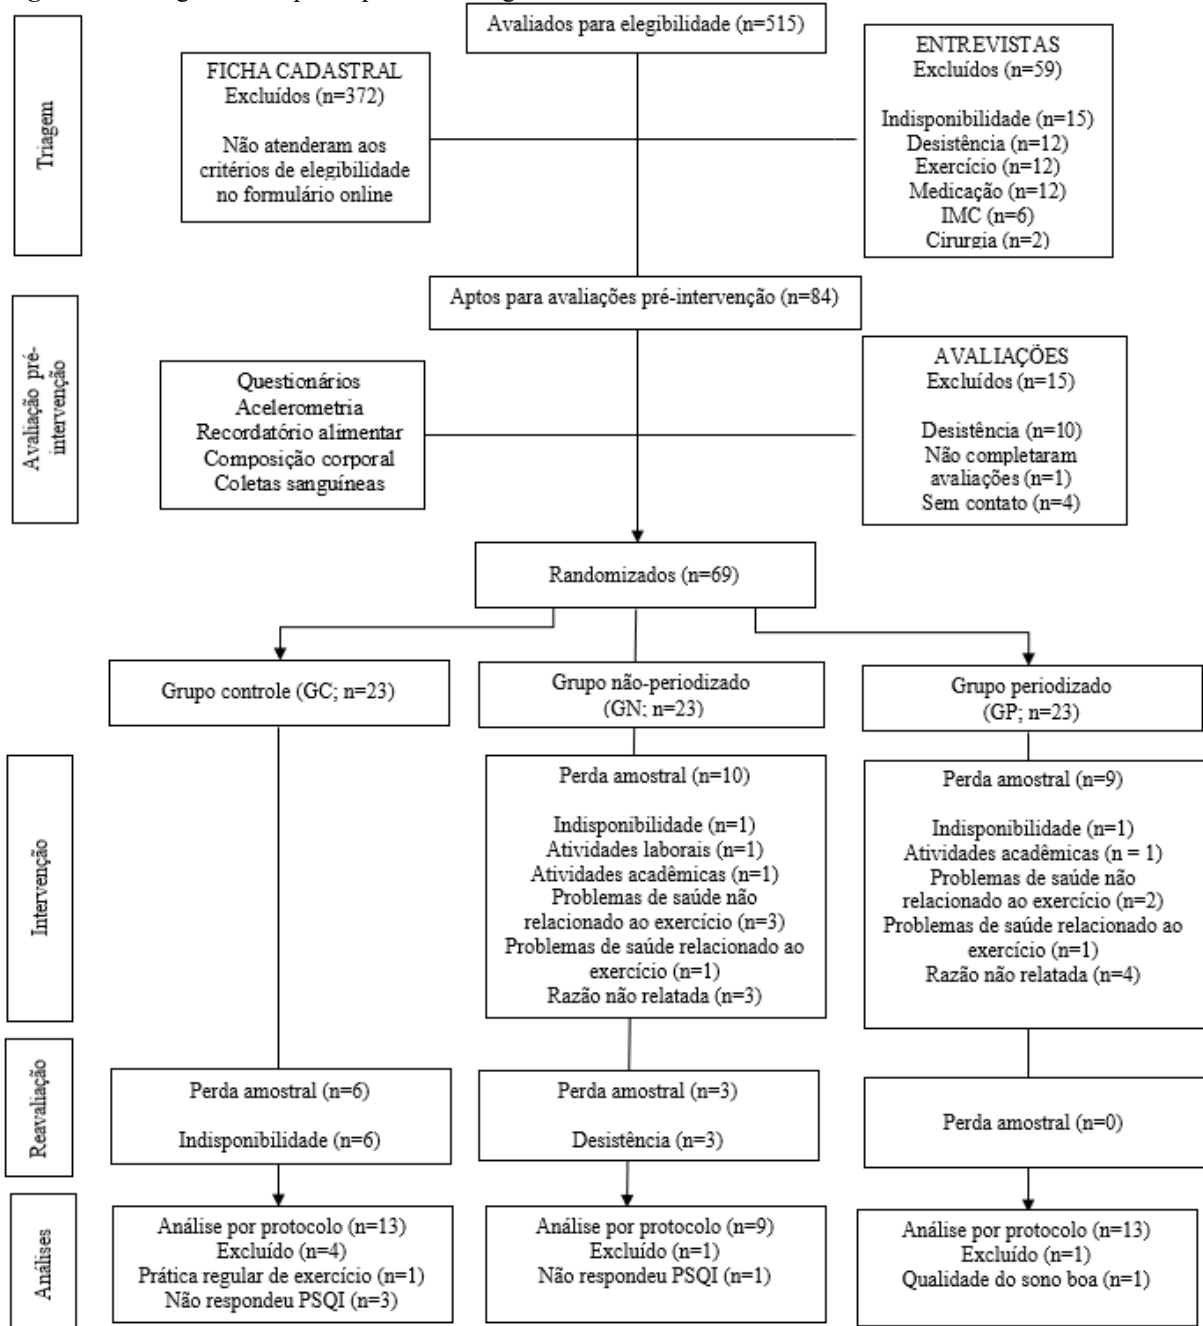 Avaliados para elegibilidade (n=515)
Triagem
FICHA CADASTRAL
Excluídos (n=372)
Não atenderam aos
critérios de elegibilidade
no formulário online
ENTREVISTAS
Excluídos (n=59)
Indisponibilidade (n=15)
Desistência (n=12)
Exercício (n=12)
Medicação (n=12)
IMC (n=6)
Cirurgia (n=2)
Aptos para avaliações pré-intervenção (n=84)
Avaliação pré-
intervenção
Questionários
Acelerometria
Recordatório alimentar
Composição corporal
Coletas sanguíneas
AVALIAÇÕES
Excluídos (n=15)
Desistência (n=10)
Não completaram
avaliações (n=1)
Sem contato (n=4)
Randomizados (n=69)
Grupo controle (GC; n=23)
Grupo não-periodizado
(GN; n=23)
Grupo periodizado
(GP; n=23)
Intervenção
Perda amostral (n=10)
Indisponibilidade (n=1)
Atividades laborais (n=1)
Atividades acadêmicas (n=1)
Problemas de saúde não
relacionado ao exercício (n=3)
Problemas de saúde relacionado ao
exercício (n=1)
Razão não relatada (n=3)
Perda amostral (n=9)
Indisponibilidade (n=1)
Atividades acadêmicas (n = 1)
Problemas de saúde não
relacionado ao exercício (n=2)
Problemas de saúde relacionado ao
exercício (n=1)
Razão não relatada (n=4)
Reavaliação
Perda amostral (n=6)
Indisponibilidade (n=6)
Perda amostral (n=3)
Desistência (n=3)
Perda amostral (n=0)
Análises
Análise por protocolo (n=13)
Excluído (n=4)
Prática regular de exercício (n=1)
Não respondeu PSQI (n=3)
Análise por protocolo (n=9)
Excluído (n=1)
Não respondeu PSQI (n=1)
Análise por protocolo (n=13)
Excluído (n=1)
Qualidade do sono boa (n=1)